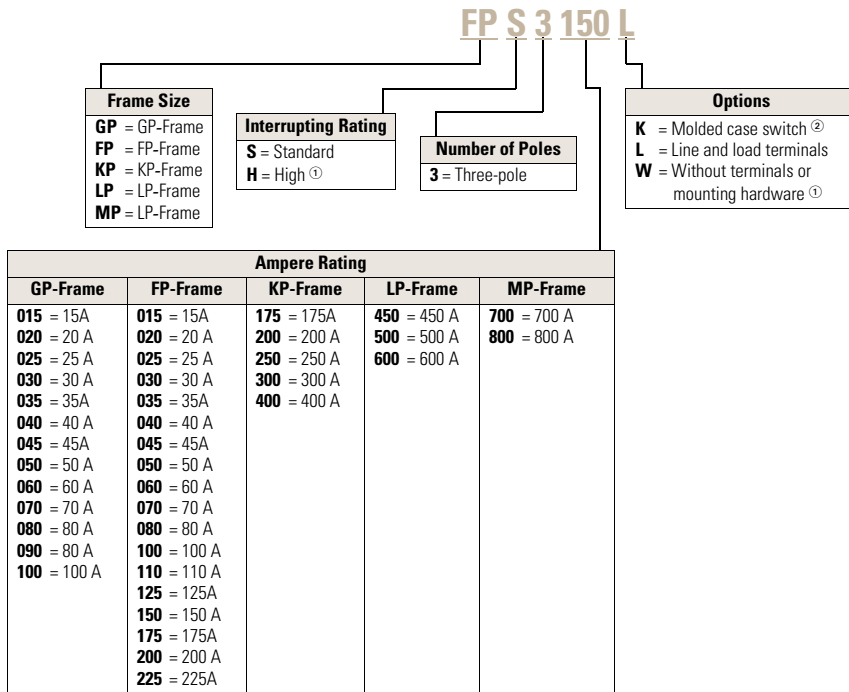 FP S 3 150 L
Frame Size
GP = GP-Frame
FP = FP-Frame
KP = KP-Frame
LP = LP-Frame
MP = LP-Frame
Interrupting Rating
S = Standard
H = High ①
Number of Poles
3 = Three-pole
Options
K = Molded case switch ②
L = Line and load terminals
W = Without terminals or
mounting hardware ①
Ampere Rating
GP-Frame FP-Frame KP-Frame LP-Frame MP-Frame
015 = 15A 015 = 15A 175 = 175A 450 = 450 A 700 = 700 A
020 = 20 A 020 = 20 A 200 = 200 A 500 = 500 A 800 = 800 A
025 = 25 A 025 = 25 A 250 = 250 A 600 = 600 A
030 = 30 A 030 = 30 A 300 = 300 A
035 = 35A 035 = 35A 400 = 400 A
040 = 40 A 040 = 40 A
045 = 45A 045 = 45A
050 = 50 A 050 = 50 A
060 = 60 A 060 = 60 A
070 = 70 A 070 = 70 A
080 = 80 A 080 = 80 A
090 = 80 A 100 = 100 A
100 = 100 A 110 = 110 A
125 = 125A
150 = 150 A
175 = 175A
200 = 200 A
225 = 225A